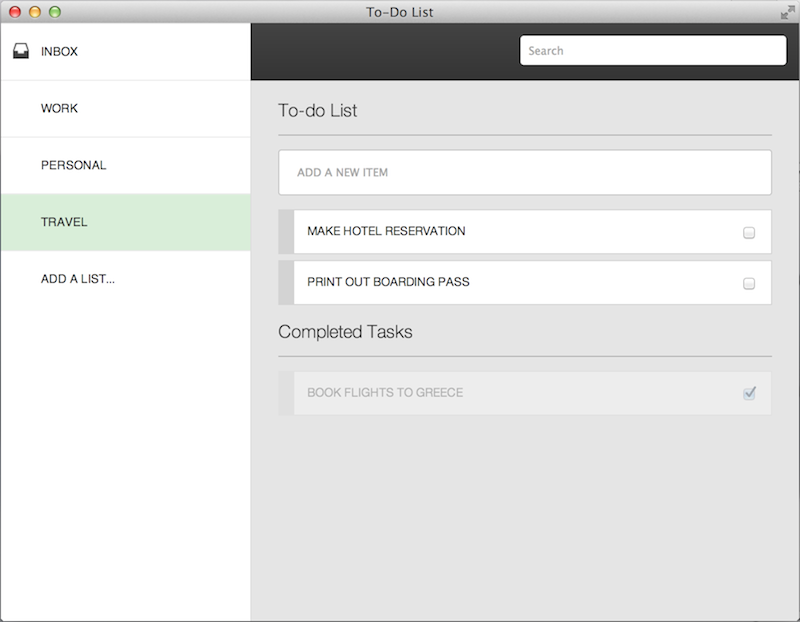 To-Do List
INBOX
WORK
PERSONAL
TRAVEL
ADD A LIST...
Search
To-do List
ADD A NEW ITEM
MAKE HOTEL RESERVATION
PRINT OUT BOARDING PASS
Completed Tasks
BOOK FLIGHTS TO GREECE